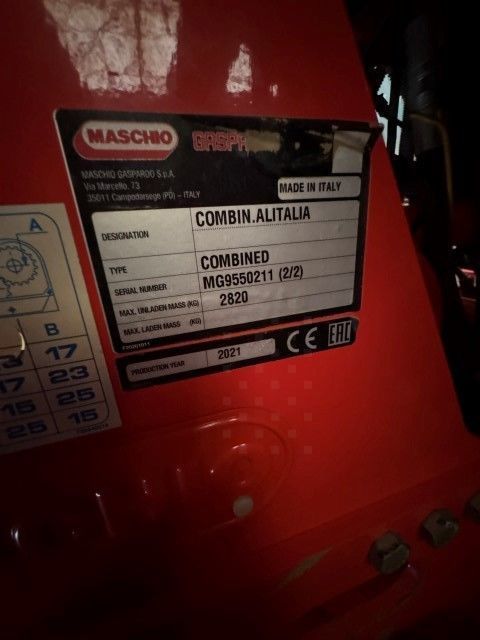 MASCHIO GASPARDO
MASCHIO GASPARDO S.p.A.
Via Marcello, 73
35011 Campodarsego (PD) - ITALY
MADE IN ITALY
DESIGNATION COMBIN.ALITALIA
TYPE COMBINED
SERIAL NUMBER MG9550211 (2/2)
MAX. UNLADEN MASS (KG) 2820
MAX. LADEN MASS (KG)
PRODUCTION YEAR 2021 CE EAC
A
B
17
17 23
15 25
25 15